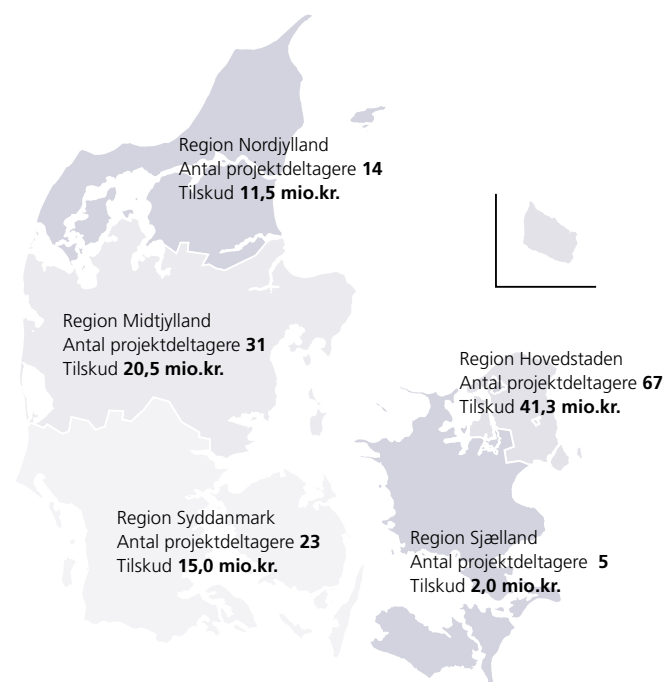 Region Nordjylland
Antal projektdeltagere 14
Tilskud 11,5 mio.kr.
Region Midtjylland
Antal projektdeltagere 31
Tilskud 20,5 mio.kr.
Region Hovedstaden
Antal projektdeltagere 67
Tilskud 41,3 mio.kr.
Region Syddanmark
Antal projektdeltagere 23
Tilskud 15,0 mio.kr.
Region Sjælland
Antal projektdeltagere 5
Tilskud 2,0 mio.kr.